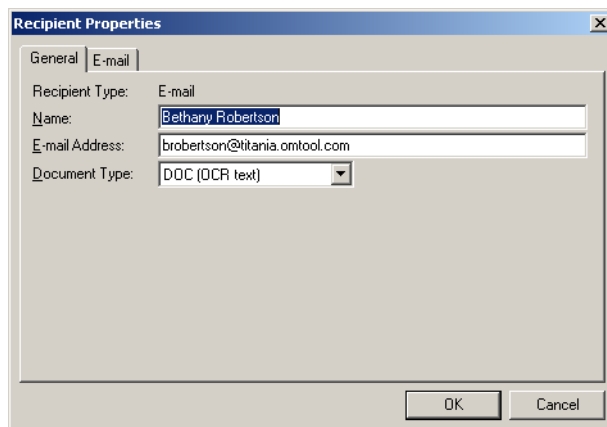 Recipient Properties
General E-mail
Recipient Type: E-mail
Name: Bethany Robertson
E-mail Address: brobertson@titania.omtool.com
Document Type: DOC (OCR text)
OK Cancel